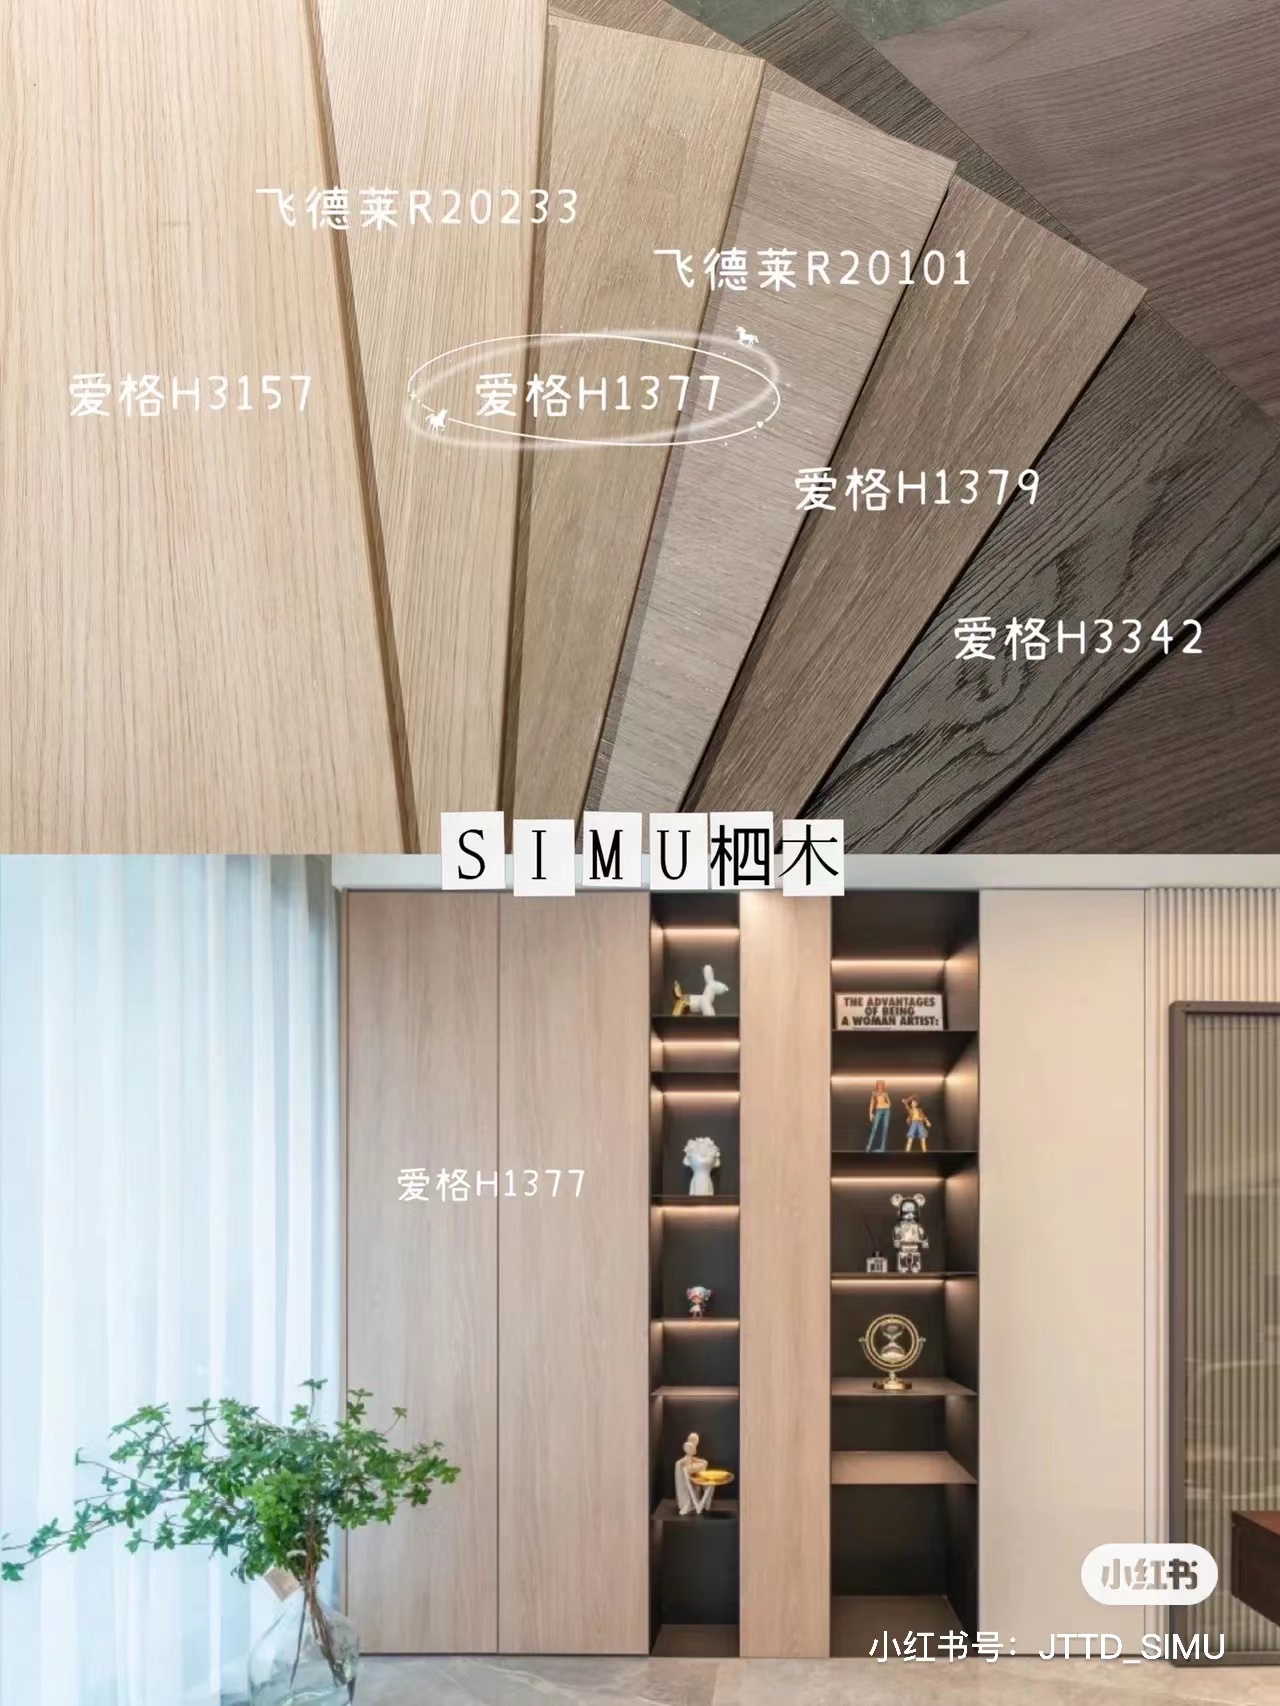 飞德莱R20233
飞德莱R20101
爱格H3157
爱格H1377
爱格H1379
爱格H3342
SIMU柶木
THE ADVANTAGES
OF BEING
A WOMAN ARTIST:
爱格H1377
小红书
小红书号：JTTD_SIMU